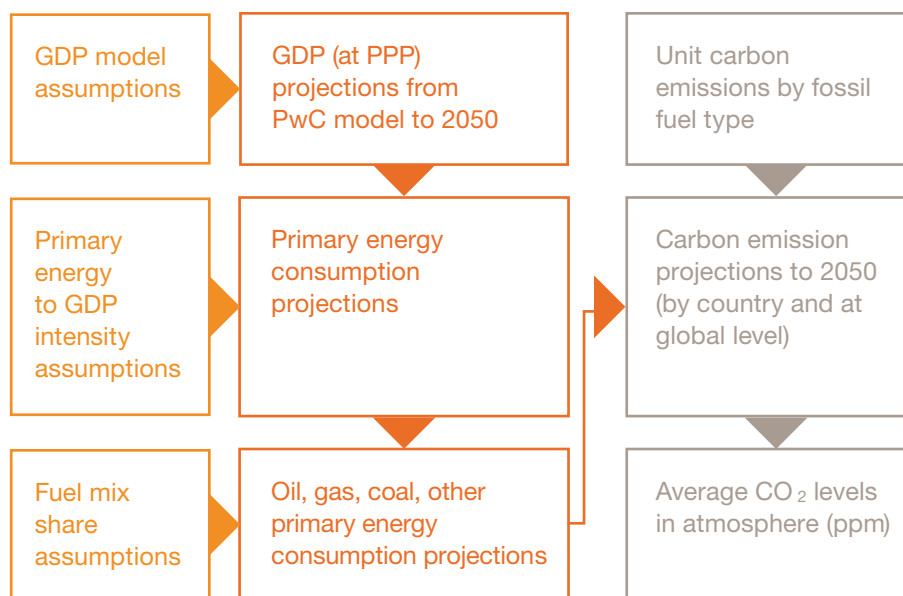 GDP model
assumptions
GDP (at PPP)
projections from
PwC model to 2050
Unit carbon
emissions by fossil
fuel type
Primary
energy
to GDP
intensity
assumptions
Primary energy
consumption
projections
Carbon emission
projections to 2050
(by country and at
global level)
Fuel mix
share
assumptions
Oil, gas, coal, other
primary energy
consumption projections
Average CO₂ levels
in atmosphere (ppm)